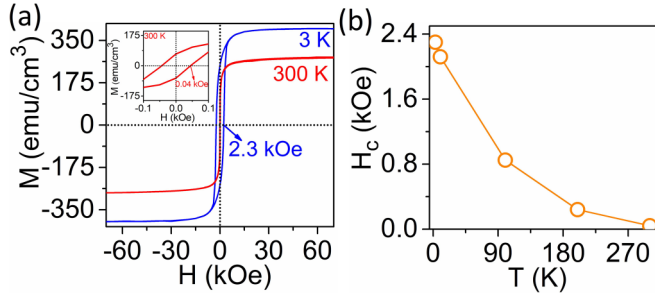 (a)
M (emu/cm³)
350
175
0
-175
-350
-60
-30
0
30
60
H (kOe)
3 K
300 K
2.3 kOe
300 K
M (emu/cm³)
175
0
-175
-0.1
0.0
0.1
H (kOe)
0.04 kOe
(b)
H_c (kOe)
2.4
1.6
0.8
0.0
0
90
180
270
T (K)